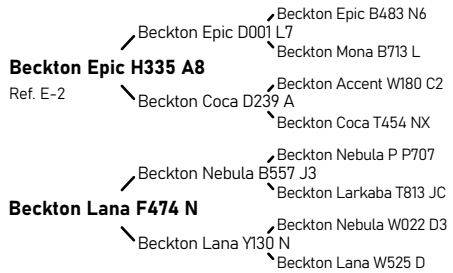 Beckton Epic B483 N6
Beckton Epic D001 L7
Beckton Mona B713 L
Beckton Epic H335 A8
Ref. E-2
Beckton Accent W180 C2
Beckton Coca D239 A
Beckton Coca T454 NX
Beckton Nebula P P707
Beckton Nebula B557 J3
Beckton Larkaba T813 JC
Beckton Lana F474 N
Beckton Nebula W022 D3
Beckton Lana Y130 N
Beckton Lana W525 D